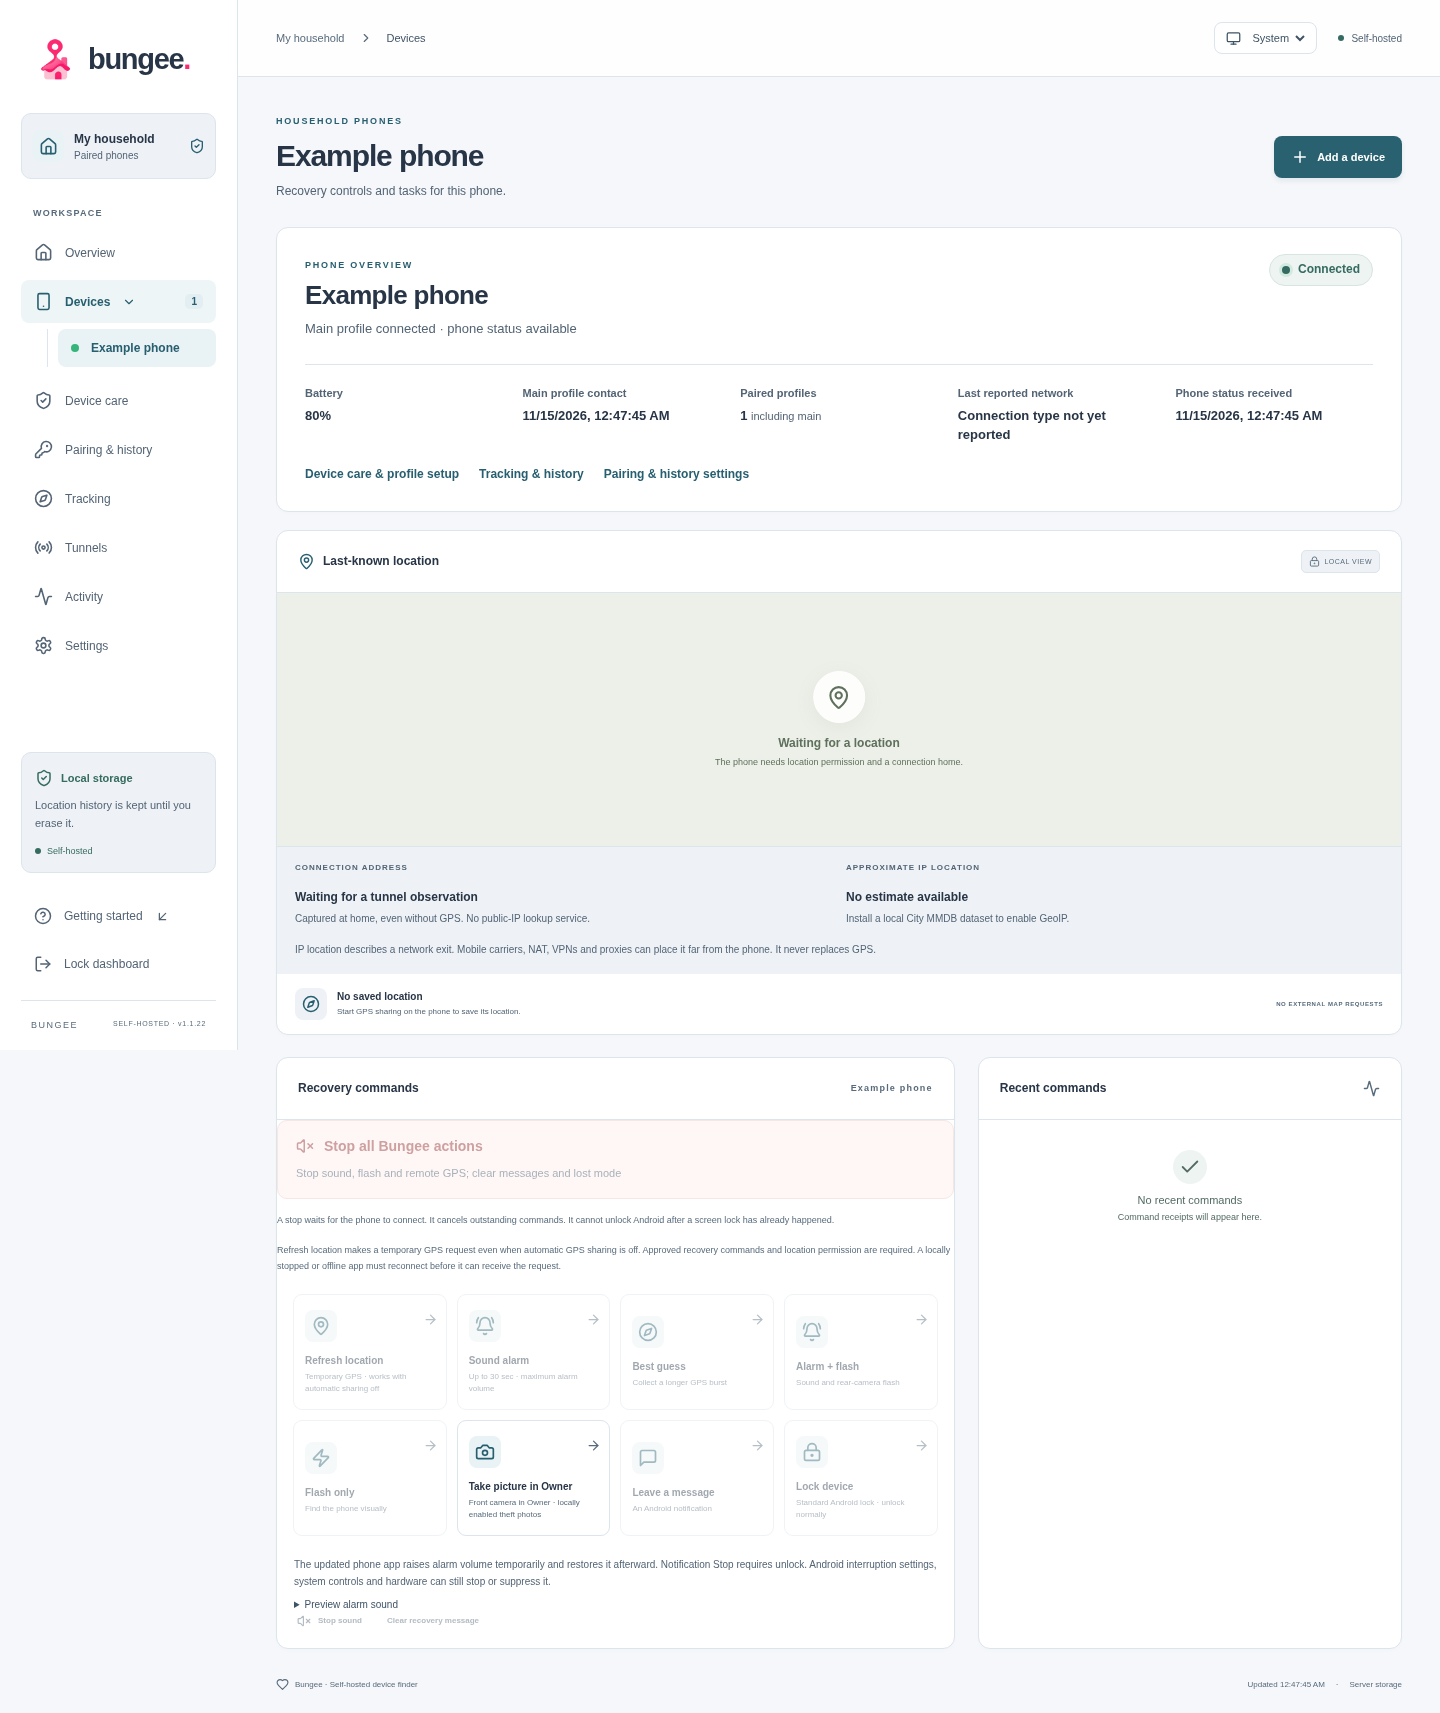 bungee.
My household
Paired phones
WORKSPACE
Overview
Devices
1
Example phone
Device care
Pairing & history
Tracking
Tunnels
Activity
Settings
Local storage
Location history is kept until you
erase it.
Self-hosted
Getting started
Lock dashboard
BUNGEE
SELF-HOSTED · v1.1.22
My household
Devices
System
Self-hosted
HOUSEHOLD PHONES
Example phone
Recovery controls and tasks for this phone.
Add a device
PHONE OVERVIEW
Connected
Example phone
Main profile connected · phone status available
Battery
80%
Main profile contact
11/15/2026, 12:47:45 AM
Paired profiles
1 including main
Last reported network
Connection type not yet
reported
Phone status received
11/15/2026, 12:47:45 AM
Device care & profile setup
Tracking & history
Pairing & history settings
Last-known location
LOCAL VIEW
Waiting for a location
The phone needs location permission and a connection home.
CONNECTION ADDRESS
Waiting for a tunnel observation
Captured at home, even without GPS. No public-IP lookup service.
APPROXIMATE IP LOCATION
No estimate available
Install a local City MMDB dataset to enable GeoIP.
IP location describes a network exit. Mobile carriers, NAT, VPNs and proxies can place it far from the phone. It never replaces GPS.
No saved location
Start GPS sharing on the phone to save its location.
NO EXTERNAL MAP REQUESTS
Recovery commands
Example phone
Stop all Bungee actions
Stop sound, flash and remote GPS; clear messages and lost mode
A stop waits for the phone to connect. It cancels outstanding commands. It cannot unlock Android after a screen lock has already happened.
Refresh location makes a temporary GPS request even when automatic GPS sharing is off. Approved recovery commands and location permission are required. A locally
stopped or offline app must reconnect before it can receive the request.
Refresh location
Temporary GPS · works with
automatic sharing off
Sound alarm
Up to 30 sec · maximum alarm
volume
Best guess
Collect a longer GPS burst
Alarm + flash
Sound and rear-camera flash
Flash only
Find the phone visually
Take picture in Owner
Front camera in Owner · locally
enabled theft photos
Leave a message
An Android notification
Lock device
Standard Android lock · unlock
normally
The updated phone app raises alarm volume temporarily and restores it afterward. Notification Stop requires unlock. Android interruption settings,
system controls and hardware can still stop or suppress it.
Preview alarm sound
Stop sound
Clear recovery message
Recent commands
No recent commands
Command receipts will appear here.
Bungee · Self-hosted device finder
Updated 12:47:45 AM · Server storage